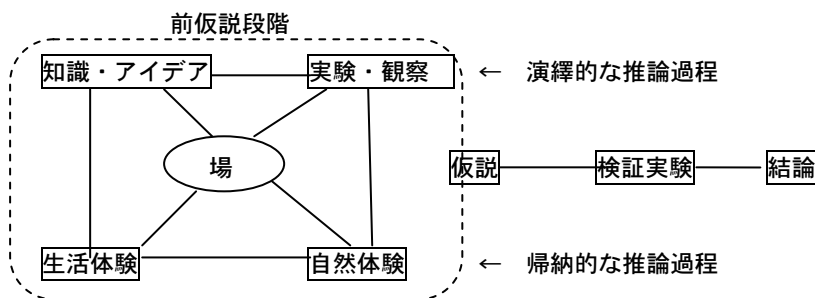 前仮説段階
知識・アイデア 実験・観察 ← 演繹的な推論過程
場
仮説 検証実験 結論
生活体験 自然体験 ← 帰納的な推論過程